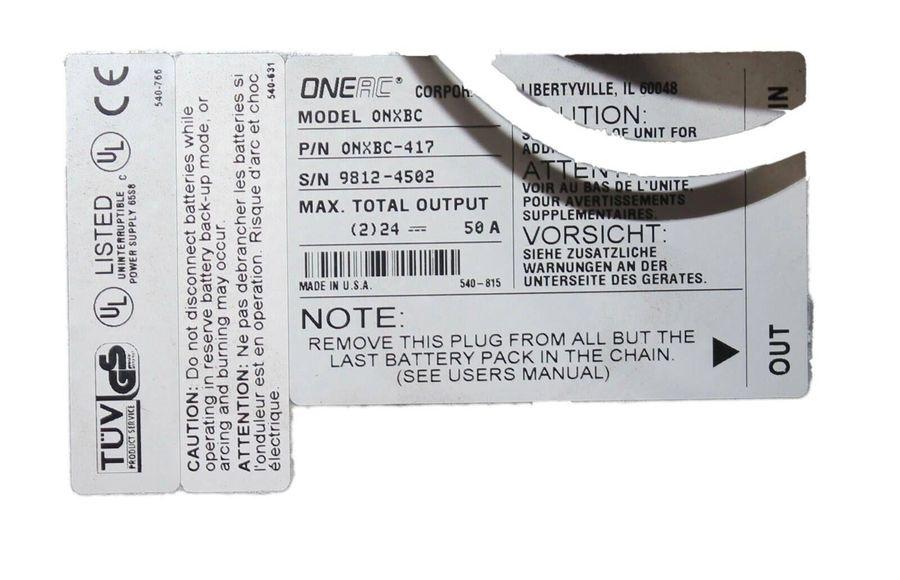 ONEAC®
LIBERTYVILLE, IL 60048
MODEL ONXBC
P/N ONXBC-417
S/N 9812-4502
MAX. TOTAL OUTPUT
(2)24 ⎓ 50 A
MADE IN U.S.A. 540-815
OF UNIT FOR
VOIR AU BAS DE L'UNITE.
POUR AVERTISSEMENTS
SUPPLEMENTAIRES.
VORSICHT:
SIEHE ZUSATZLICHE
WARNUNGEN AN DER
UNTERSEITE DES GERATES.
NOTE:
REMOVE THIS PLUG FROM ALL BUT THE
LAST BATTERY PACK IN THE CHAIN.
(SEE USERS MANUAL)
IN
OUT
TÜV GS
PRODUCT SERVICE
UL LISTED C UL CE
UNINTERRUPTIBLE
POWER SUPPLY 65S8
540-766
CAUTION: Do not disconnect batteries while
operating in reserve battery back-up mode, or
arcing and burning may occur.
ATTENTION: Ne pas debrancher les batteries si
l'onduleur est en operation. Risque d'arc et choc
électrique.
540-631